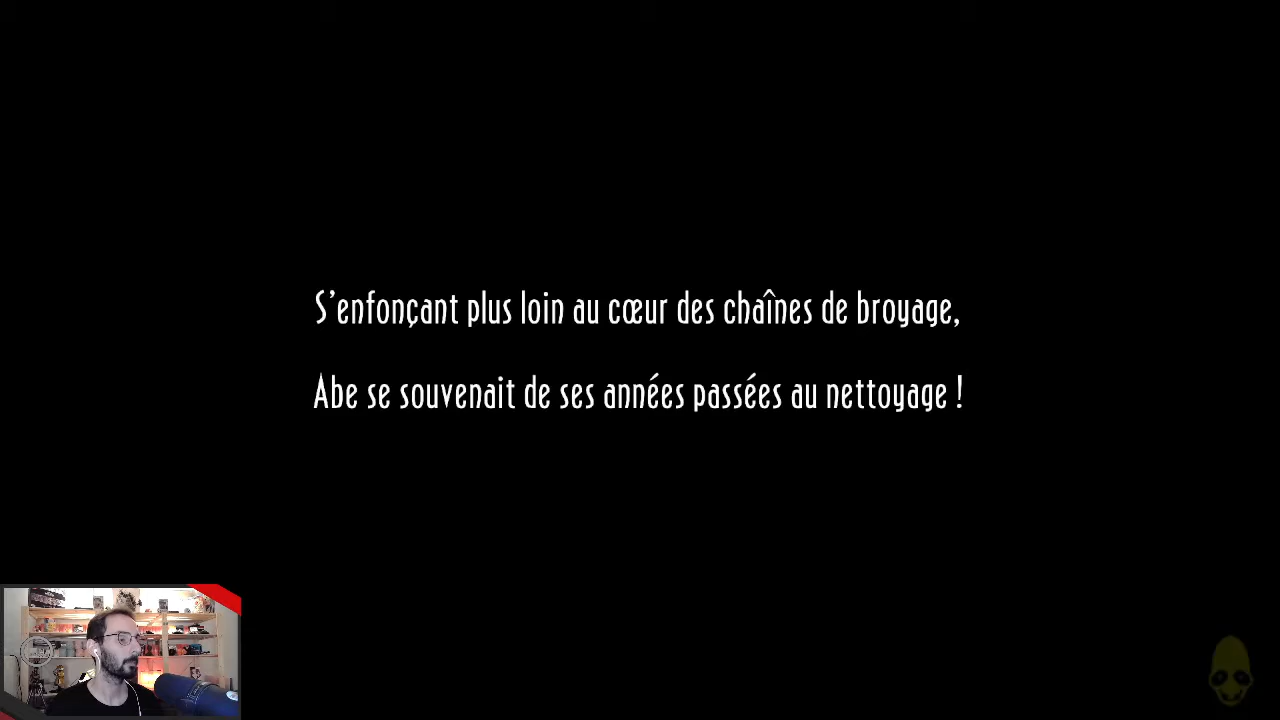 S'enfonçant plus loin au cœur des chaînes de broyage,
Abe se souvenait de ses années passées au nettoyage !